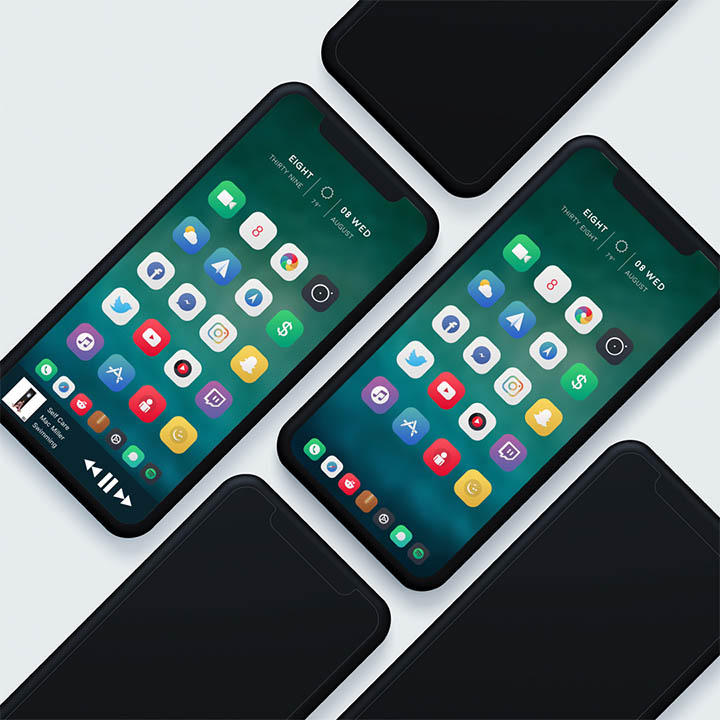 EIGHT
THIRTY NINE
79°
08 WED
AUGUST
8
Self Care
Mac Miller
Swimming
EIGHT
THIRTY EIGHT
79°
08 WED
AUGUST
8